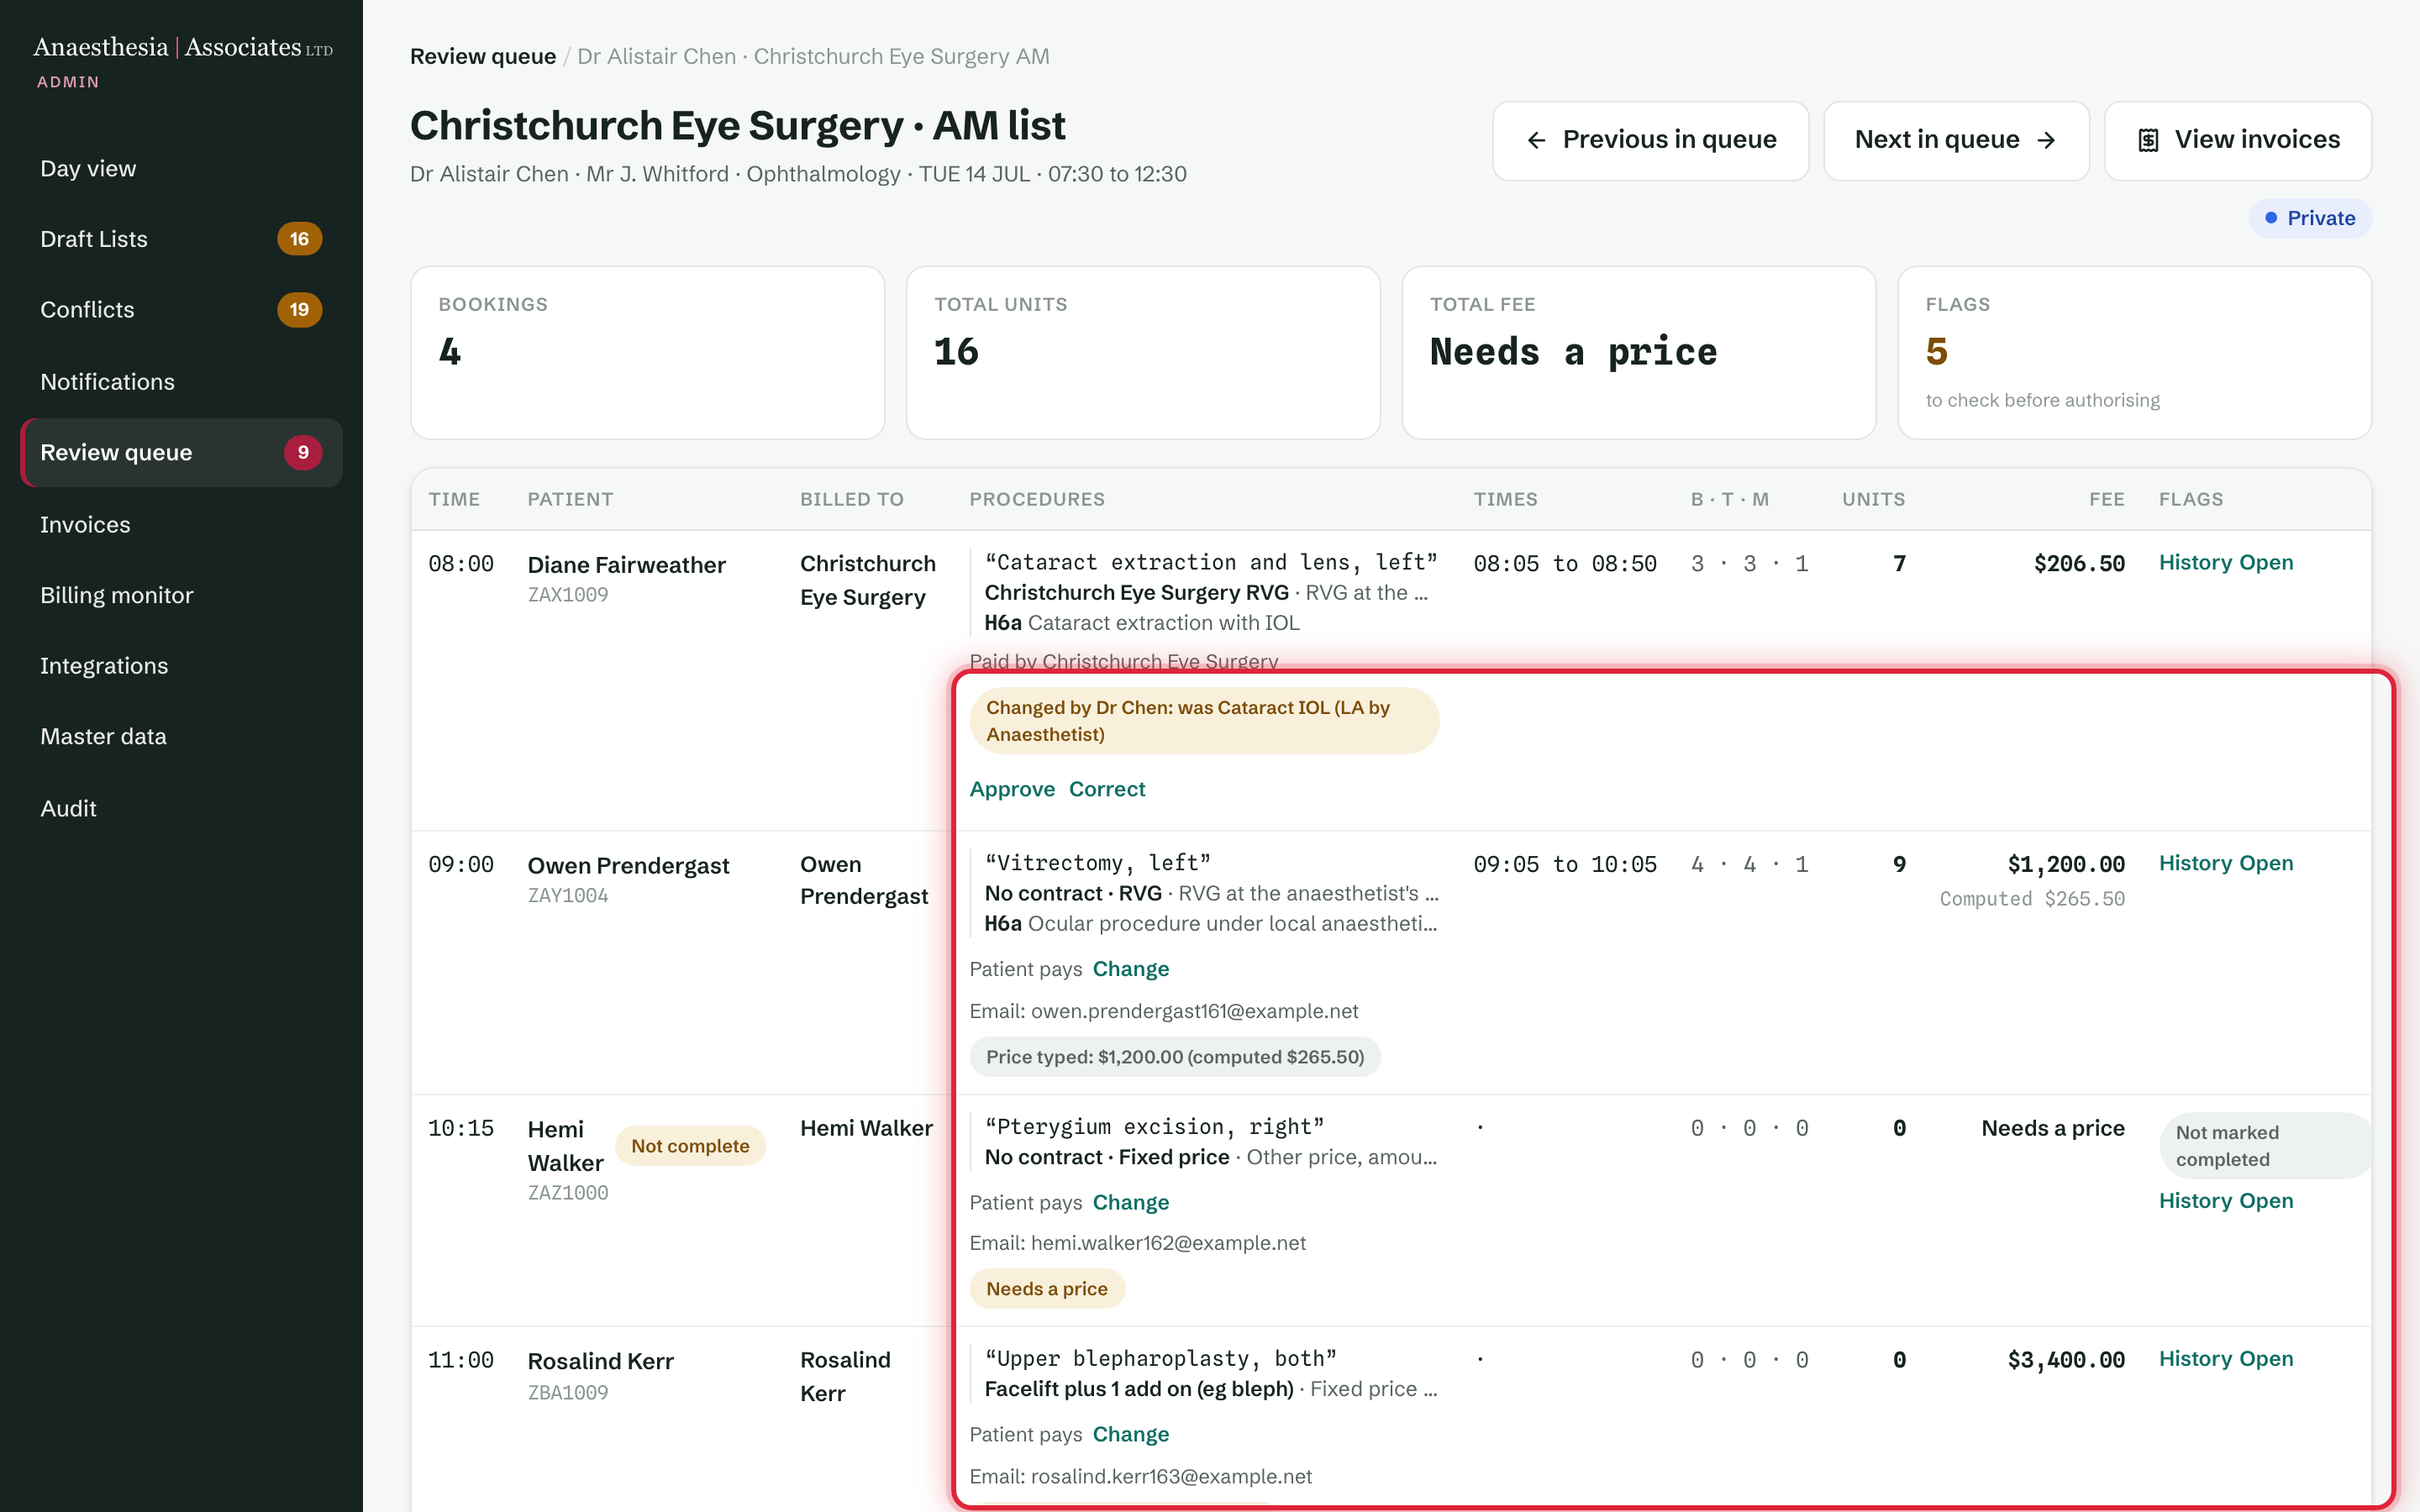 Anaesthesia | Associates LTD
ADMIN
Day view
Draft Lists 16
Conflicts 19
Notifications
Review queue 9
Invoices
Billing monitor
Integrations
Master data
Audit
Review queue / Dr Alistair Chen · Christchurch Eye Surgery AM
Christchurch Eye Surgery · AM list
Dr Alistair Chen · Mr J. Whitford · Ophthalmology · TUE 14 JUL · 07:30 to 12:30
← Previous in queue
Next in queue →
View invoices
Private
BOOKINGS
4
TOTAL UNITS
16
TOTAL FEE
Needs a price
FLAGS
5
to check before authorising
TIME PATIENT BILLED TO PROCEDURES TIMES B · T · M UNITS FEE FLAGS
08:00
Diane Fairweather
ZAX1009
Christchurch
Eye Surgery
“Cataract extraction and lens, left”
Christchurch Eye Surgery RVG · RVG at the ...
H6a Cataract extraction with IOL
Paid by Christchurch Eye Surgery
Changed by Dr Chen: was Cataract IOL (LA by
Anaesthetist)
Approve Correct
08:05 to 08:50
3 · 3 · 1
7
$206.50
History Open
09:00
Owen Prendergast
ZAY1004
Owen
Prendergast
“Vitrectomy, left”
No contract · RVG · RVG at the anaesthetist's ...
H6a Ocular procedure under local anaestheti...
Patient pays Change
Email: owen.prendergast161@example.net
Price typed: $1,200.00 (computed $265.50)
09:05 to 10:05
4 · 4 · 1
9
$1,200.00
Computed $265.50
History Open
10:15
Hemi
Walker
ZAZ1000
Not complete
Hemi Walker
“Pterygium excision, right”
No contract · Fixed price · Other price, amou...
Patient pays Change
Email: hemi.walker162@example.net
Needs a price
·
0 · 0 · 0
0
Needs a price
Not marked
completed
History Open
11:00
Rosalind Kerr
ZBA1009
Rosalind
Kerr
“Upper blepharoplasty, both”
Facelift plus 1 add on (eg bleph) · Fixed price ...
Patient pays Change
Email: rosalind.kerr163@example.net
·
0 · 0 · 0
0
$3,400.00
History Open